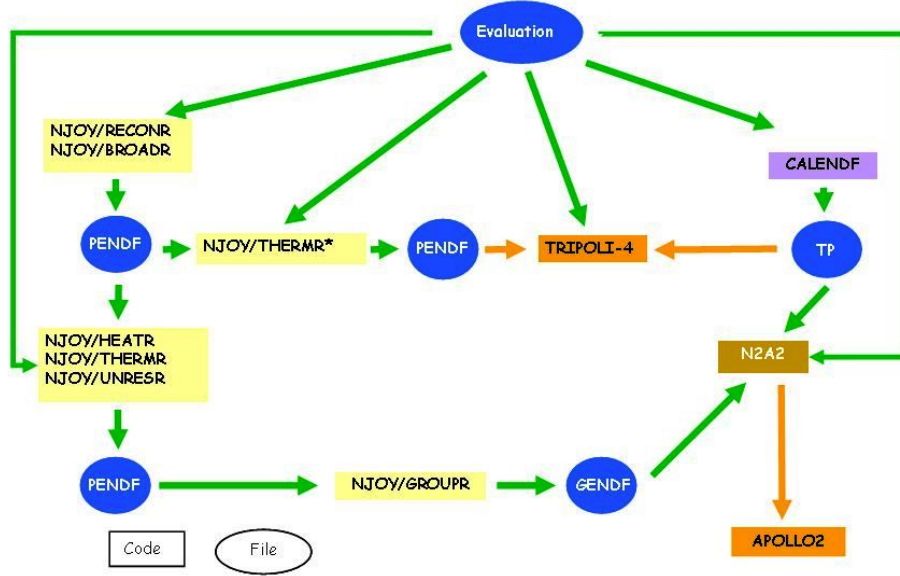 Evaluation
NJOY/RECONR
NJOY/BROADR
CALENDF
PENDF
NJOY/THERMR*
PENDF
TRIPOLI-4
TP
NJOY/HEATR
NJOY/THERMR
NJOY/UNRESR
N2A2
PENDF
NJOY/GROUPR
GENDF
Code
File
APOLLO2